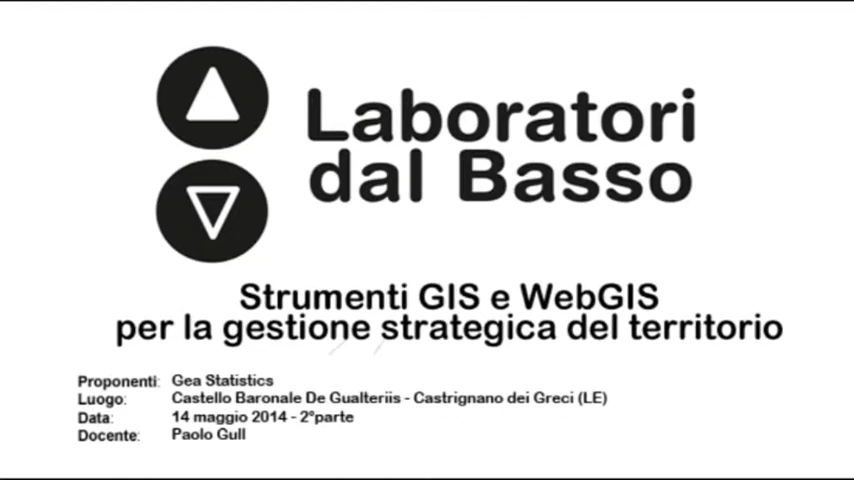 Laboratori
dal Basso
Strumenti GIS e WebGIS
per la gestione strategica del territorio
Proponenti: Gea Statistics
Luogo: Castello Baronale De Gualteriis - Castrignano dei Greci (LE)
Data: 14 maggio 2014 - 2°parte
Docente: Paolo Gull